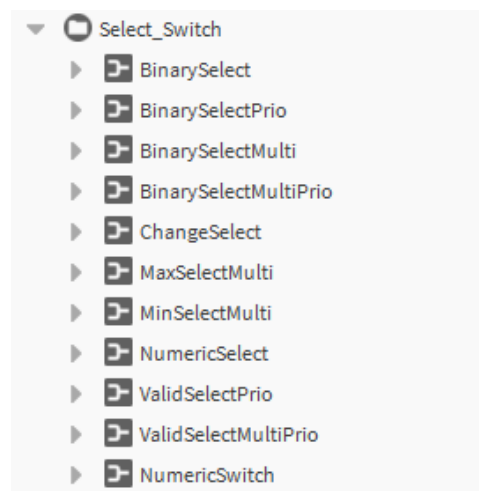 Select_Switch
BinarySelect
BinarySelectPrio
BinarySelectMulti
BinarySelectMultiPrio
ChangeSelect
MaxSelectMulti
MinSelectMulti
NumericSelect
ValidSelectPrio
ValidSelectMultiPrio
NumericSwitch